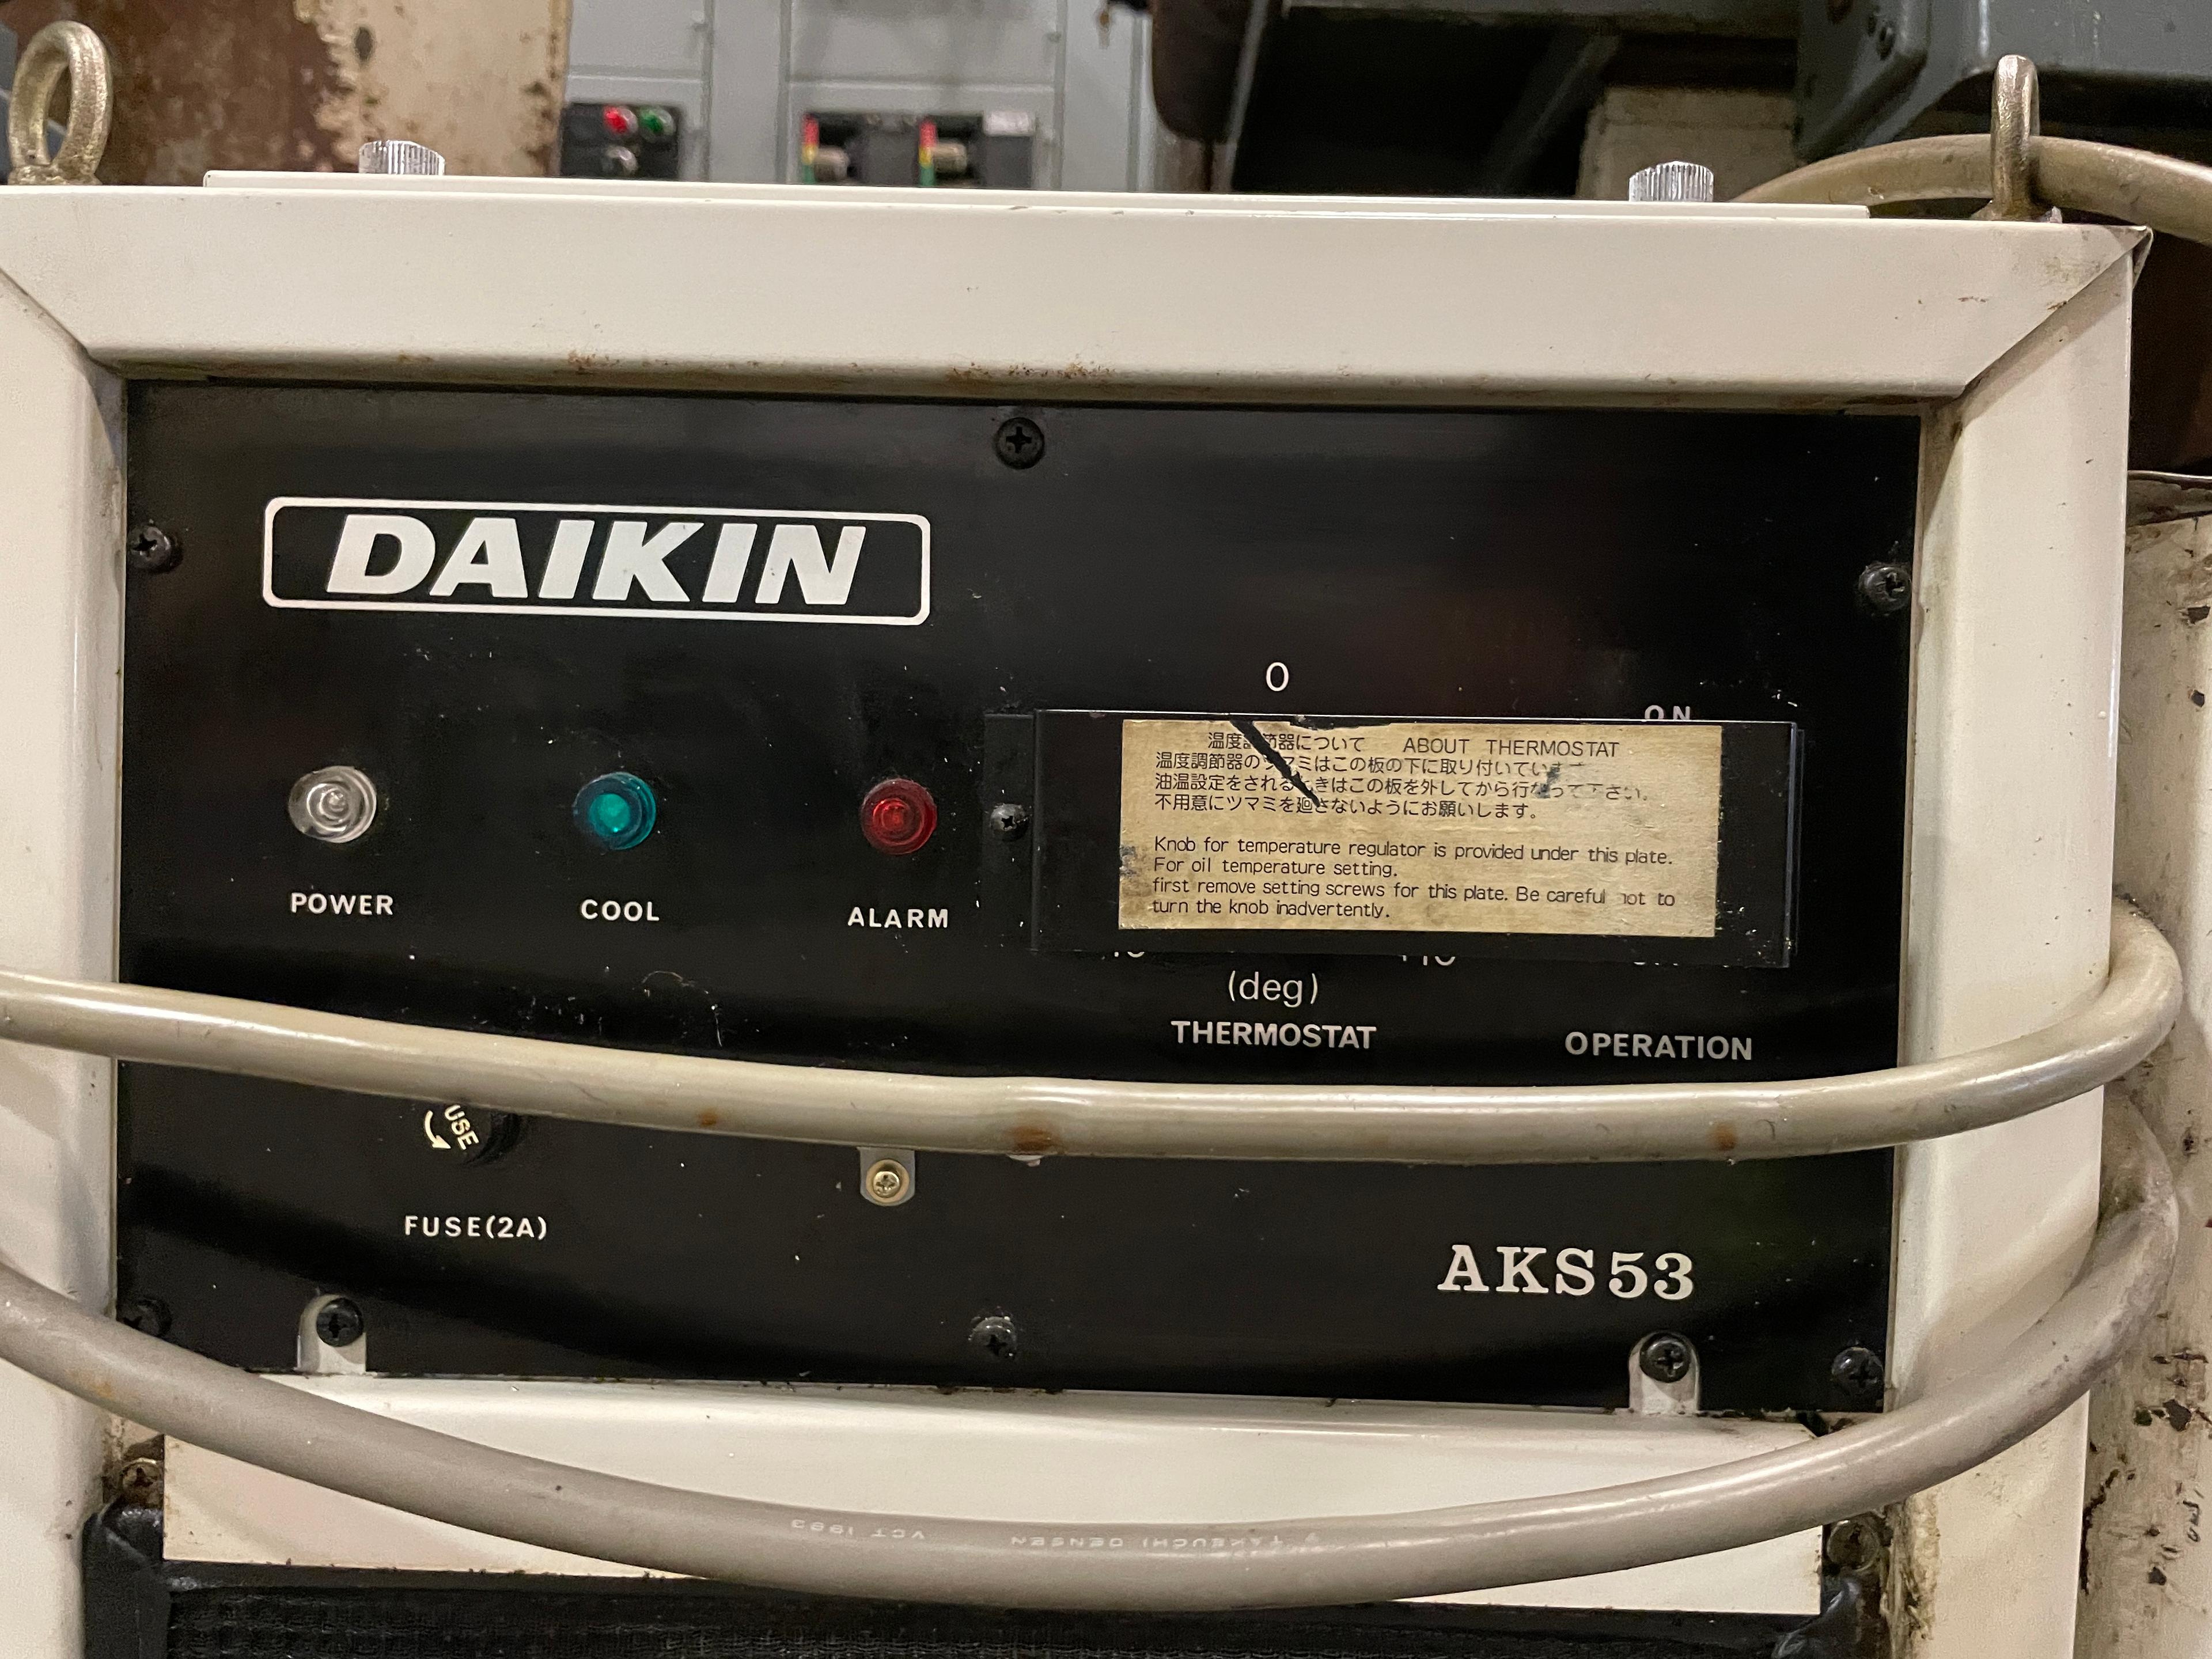 DAIKIN
O
ON
温度調節器について ABOUT THERMOSTAT
温度調節器のツマミはこの板の下に取り付いてい
油温設定をされるときはこの板を外してから行なって下さい。
不用意にツマミを廻さないようにお願いします。
Knob for temperature regulator is provided under this plate.
For oil temperature setting.
first remove setting screws for this plate. Be careful not to
turn the knob inadvertently.
POWER
COOL
ALARM
(deg)
THERMOSTAT
OPERATION
USE
FUSE(2A)
AKS53
VCT 1993
TAKEUCHI DENSEN